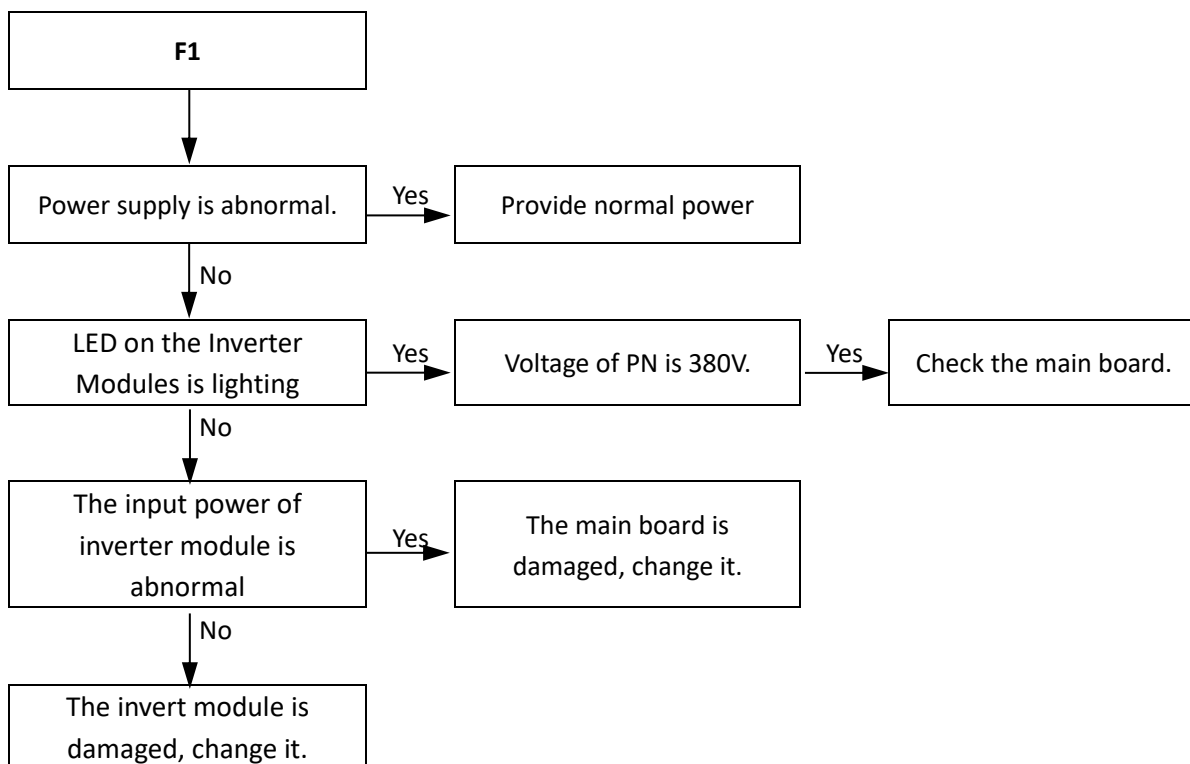 F1
Power supply is abnormal.
Yes
Provide normal power
No
LED on the Inverter
Modules is lighting
Yes
Voltage of PN is 380V.
Yes
Check the main board.
No
The input power of
inverter module is
abnormal
Yes
The main board is
damaged, change it.
No
The invert module is
damaged, change it.